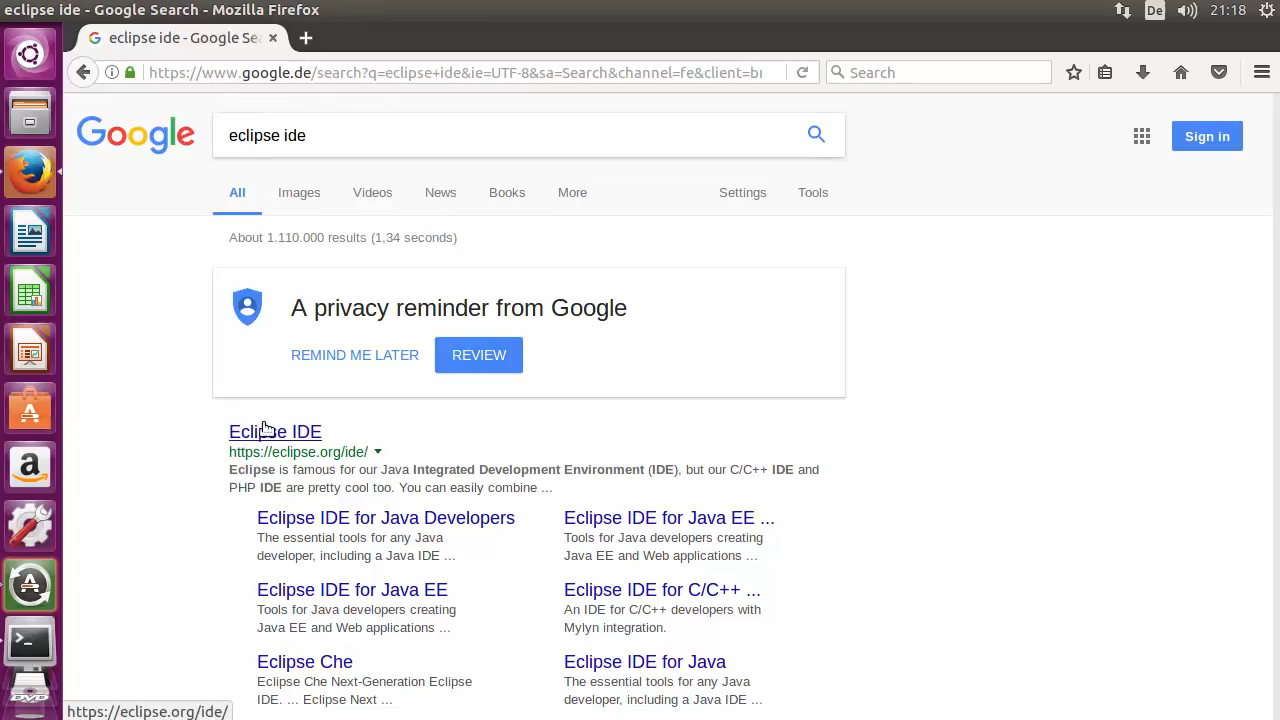 eclipse ide - Google Search - Mozilla Firefox
De
21:18
eclipse ide - Google Sea
https://www.google.de/search?q=eclipse+ide&ie=UTF-8&sa=Search&channel=fe&client=br
Search
Google
eclipse ide
Sign in
All
Images
Videos
News
Books
More
Settings
Tools
About 1.110.000 results (1,34 seconds)
A privacy reminder from Google
REMIND ME LATER
REVIEW
Eclipse IDE
https://eclipse.org/ide/
Eclipse is famous for our Java Integrated Development Environment (IDE), but our C/C++ IDE and
PHP IDE are pretty cool too. You can easily combine ...
Eclipse IDE for Java Developers
The essential tools for any Java
developer, including a Java IDE ...
Eclipse IDE for Java EE ...
Tools for Java developers creating
Java EE and Web applications ...
Eclipse IDE for Java EE
Tools for Java developers creating
Java EE and Web applications ...
Eclipse IDE for C/C++ ...
An IDE for C/C++ developers with
Mylyn integration.
Eclipse Che
Eclipse Che Next-Generation Eclipse
IDE. ... Eclipse Next ...
Eclipse IDE for Java
The essential tools for any Java
developer, including a Java IDE ...
https://eclipse.org/ide/
DVD